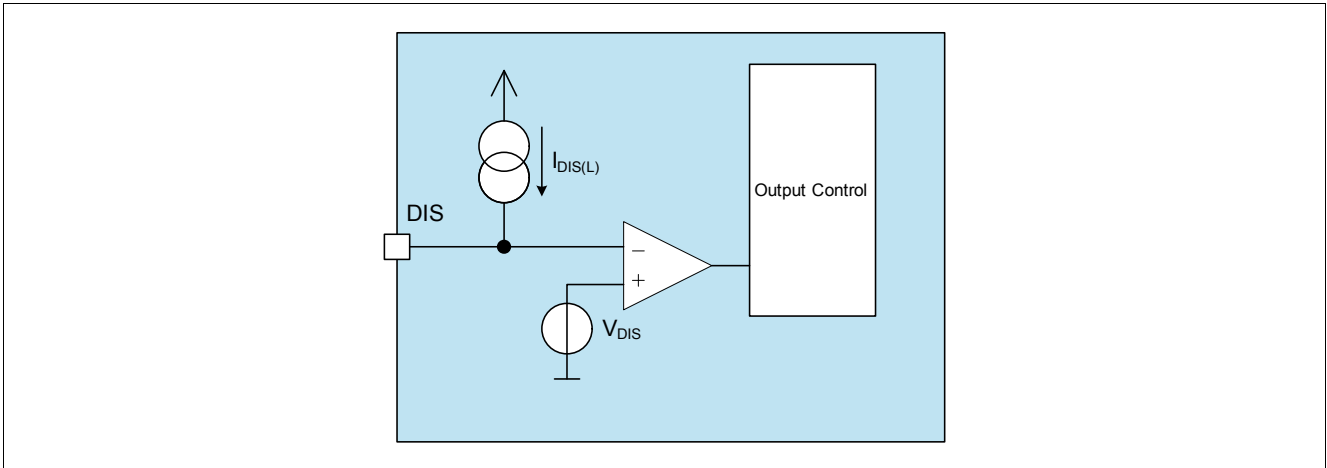 I_DIS(L)
DIS
Output Control
−
+
V_DIS